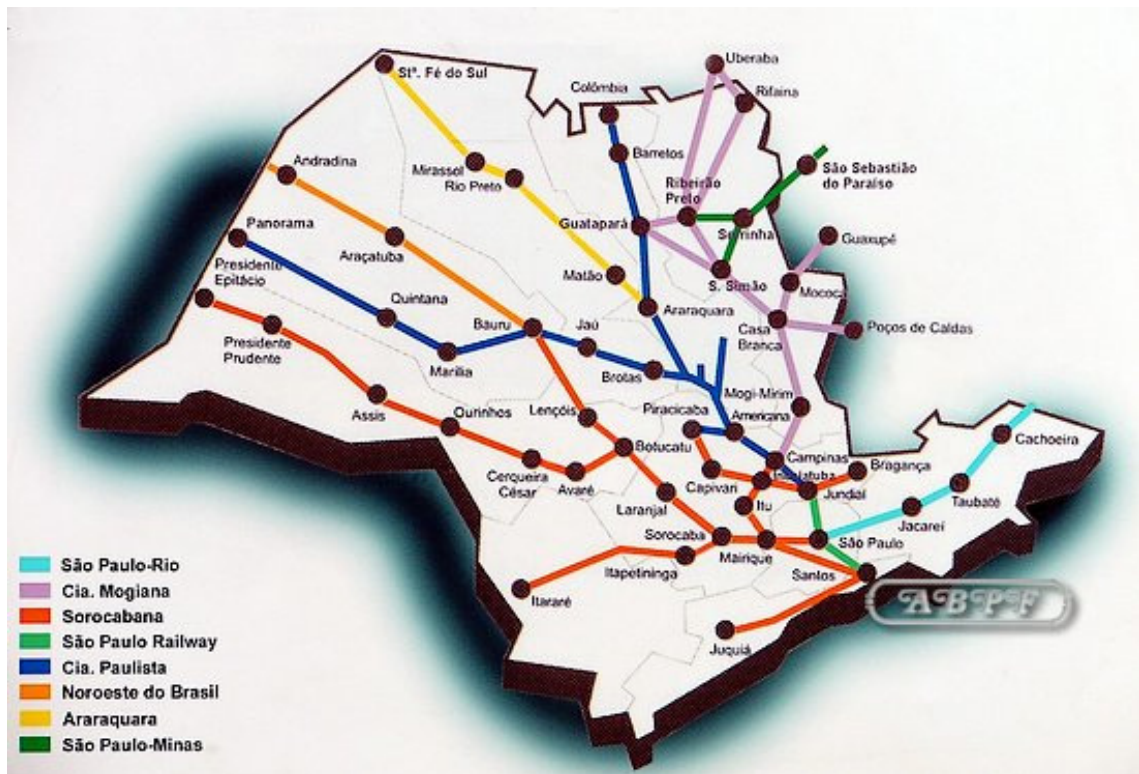 Uberaba
Stª. Fé do Sul
Colômbia
Rifaina
Barretos
Andradina
Mirassol
Rio Preto
Ribeirão
Preto
São Sebastião
do Paraíso
Panorama
Guatapará
Serrinha
Guaxupé
Araçatuba
Presidente
Epitácio
Matão
S. Simão
Mococa
Quintana
Bauru
Jaú
Araraquara
Casa
Branca
Poços de Caldas
Presidente
Prudente
Marília
Brotas
Mogi-Mirim
Assis
Ourinhos
Lençóis
Piracicaba
Americana
Cachoeira
Botucatu
Campinas
Indaiatuba
Bragança
Cerqueira
César
Avaré
Capivari
Jundiaí
Taubaté
Laranjal
Itu
Jacareí
Sorocaba
São Paulo
Mairique
Itapetininga
Santos
Itararé
Juquiá
ABPF
São Paulo-Rio
Cia. Mogiana
Sorocabana
São Paulo Railway
Cia. Paulista
Noroeste do Brasil
Araraquara
São Paulo-Minas